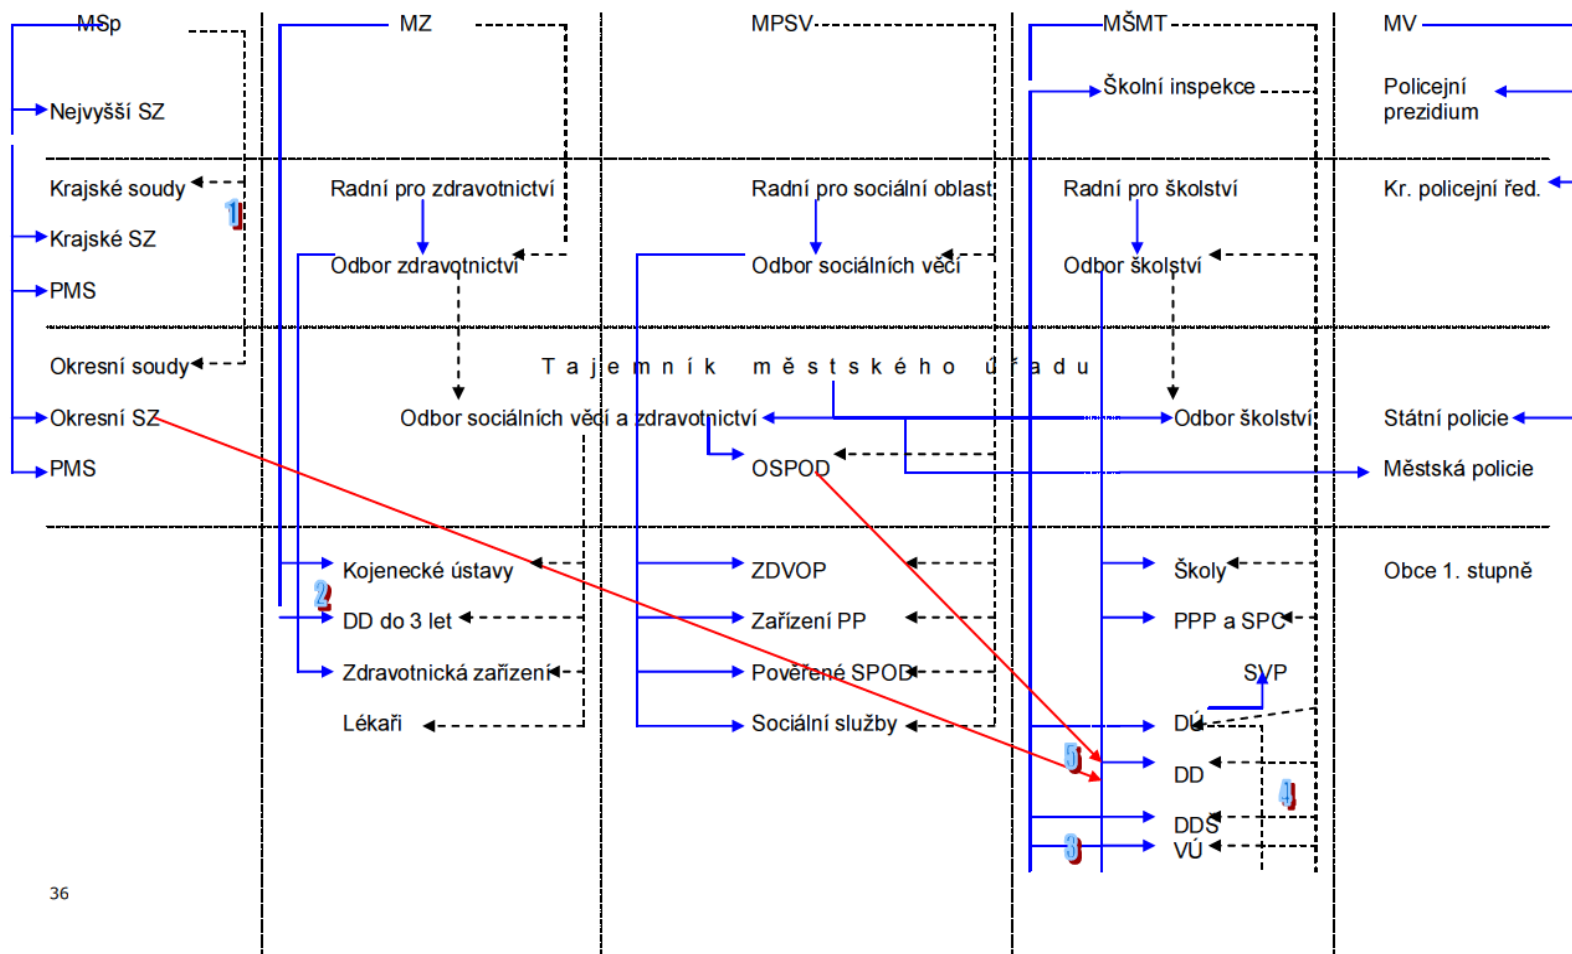 MSp MZ MPSV MŠMT MV
Školní inspekce Policejní
Nejvyšší SZ prezidium
Krajské soudy Radní pro zdravotnictví Radní pro sociální oblast Radní pro školství Kr. policejní řed.
1
Krajské SZ
Odbor zdravotnictví Odbor sociálních věcí Odbor školství
PMS
Okresní soudy Tajemník městského úřadu
Okresní SZ Odbor sociálních věcí a zdravotnictví Odbor školství Státní policie
PMS OSPOD Městská policie
Kojenecké ústavy ZDVOP Školy Obce 1. stupně
2
DD do 3 let Zařízení PP PPP a SPC
Zdravotnická zařízení Pověřené SPOD SVP
Lékaři Sociální služby DÚ
5
DD
4
DDŠ
3 VÚ
36